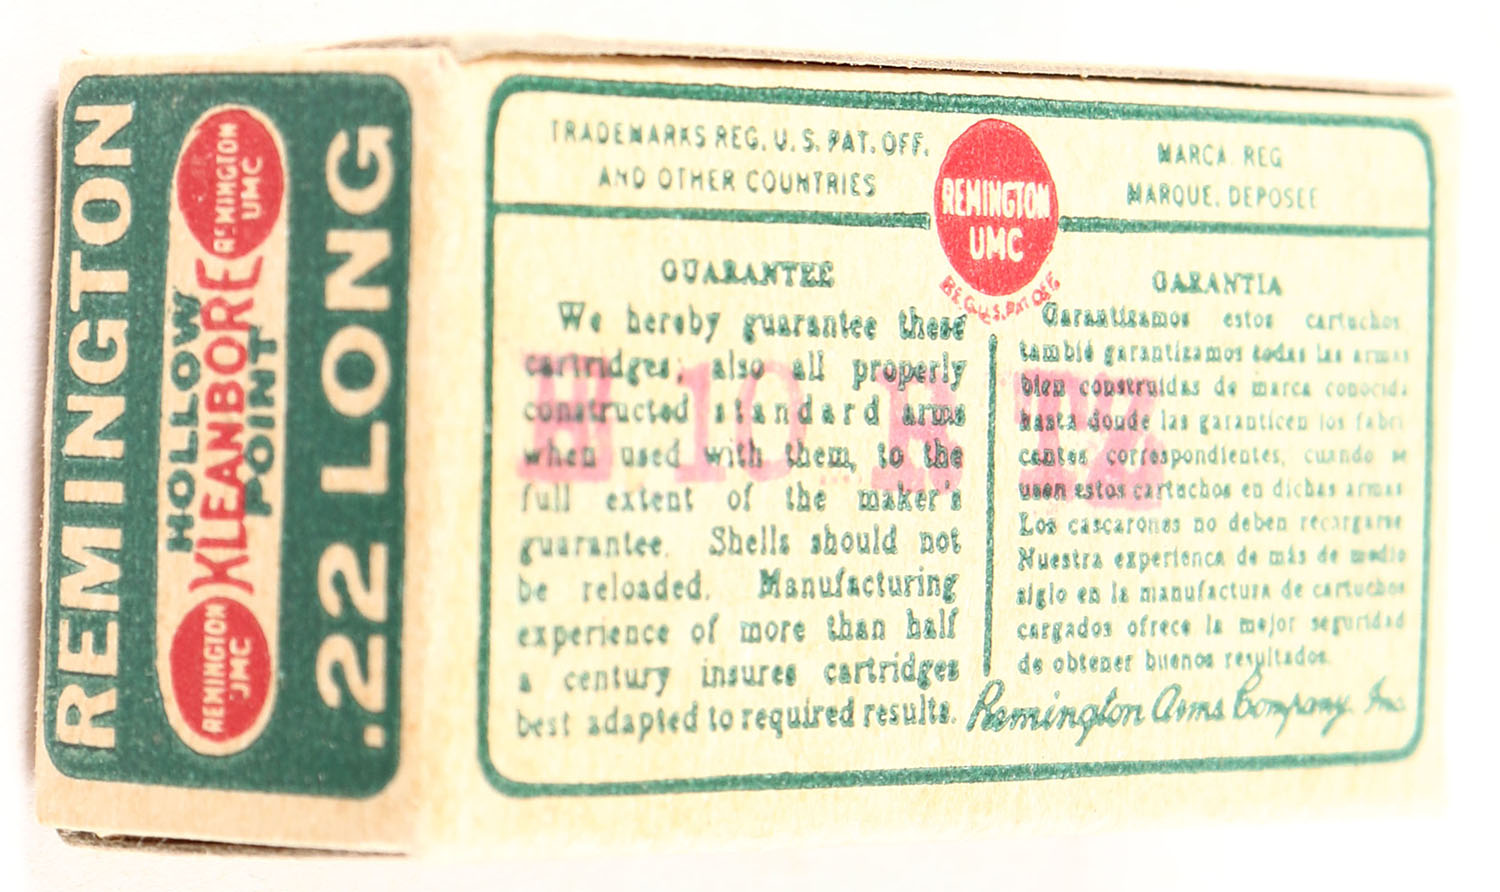 REMINGTON
HOLLOW
KLEANBORE
POINT
REMINGTON
UMC
REMINGTON
UMC
.22 LONG
TRADEMARKS REG. U. S. PAT. OFF.
AND OTHER COUNTRIES
REMINGTON
UMC
REG. U.S. PAT. OFF.
MARCA REG
MARQUE. DEPOSEE
GUARANTEE
We hereby guarantee these
cartridges; also all properly
constructed standard arms
when used with them, to the
full extent of the maker's
guarantee. Shells should not
be reloaded. Manufacturing
experience of more than half
a century insures cartridges
best adapted to required results.
GARANTIA
Garantizamos estos cartuchos
tambié garantizamos todas las armas
bien construidas de marca conocida
hasta donde las garanticen los fabri
cantes correspondientes, cuando se
usen estos cartuchos en dichas armas
Los cascarones no deben recargarse
Nuestra experienca de más de medio
siglo en la manufactura de cartuchos
cargados ofrece la mejor seguridad
de obtener buenos resultados.
Remington Arms Company. Inc.
H 10 R